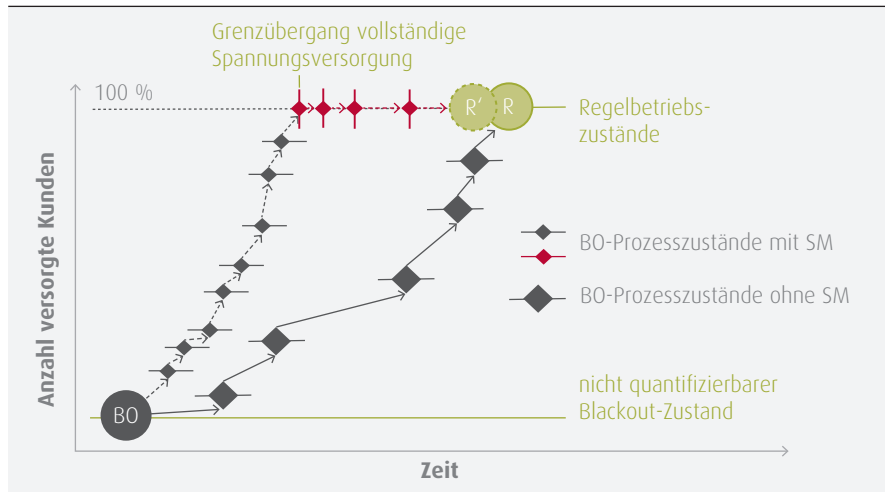 Grenzübergang vollständige
Spannungsversorgung
100 %
R' R
Regelbetriebs-
zustände
Anzahl versorgte Kunden
BO-Prozesszustände mit SM
BO-Prozesszustände ohne SM
nicht quantifizierbarer
Blackout-Zustand
BO
Zeit